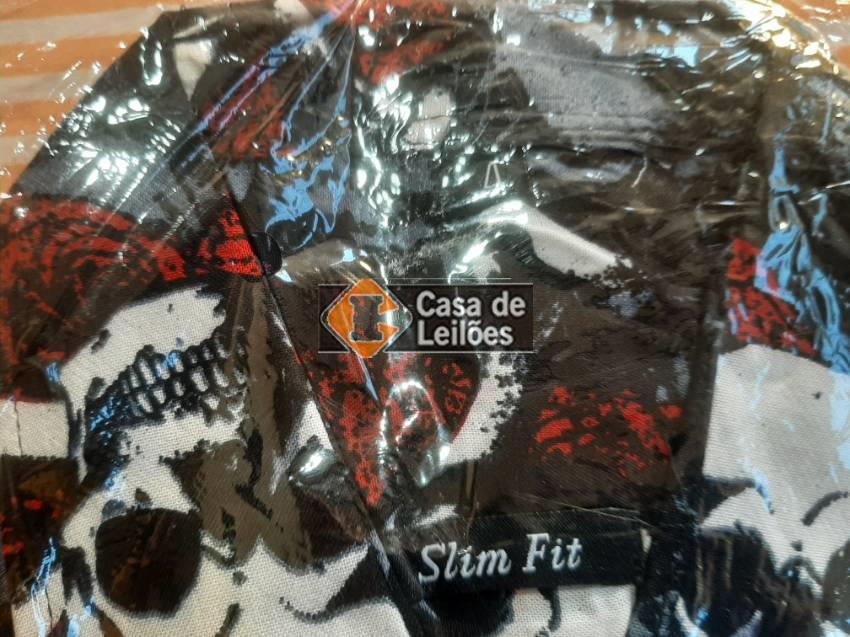 Casa de
Leilões
Slim Fit